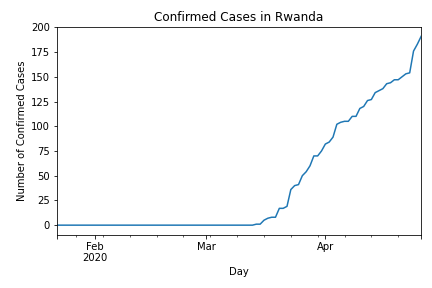 Confirmed Cases in Rwanda
200
175
150
125
100
75
50
25
0
Number of Confirmed Cases
Feb
2020
Mar
Apr
Day